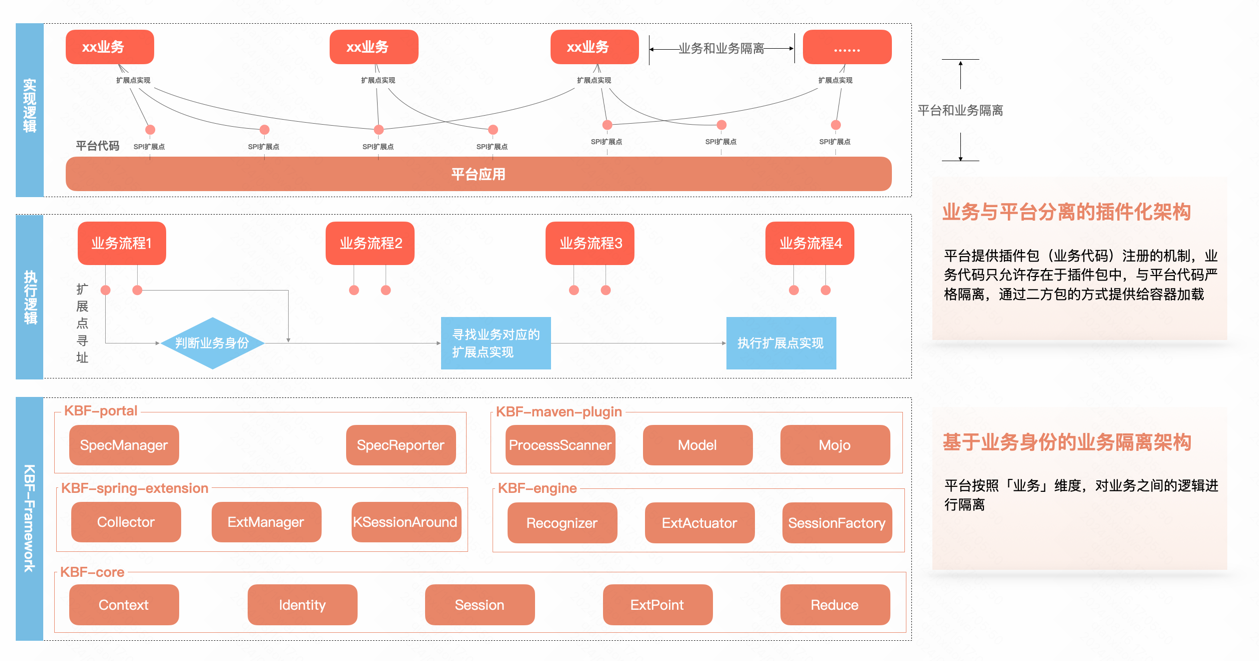 实现逻辑
xx业务
xx业务
xx业务
业务和业务隔离
......
扩展点实现
扩展点实现
扩展点实现
扩展点实现
平台和业务隔离
平台代码
SPI扩展点
SPI扩展点
SPI扩展点
SPI扩展点
SPI扩展点
SPI扩展点
SPI扩展点
平台应用
业务与平台分离的插件化架构
平台提供插件包（业务代码）注册的机制，业
务代码只允许存在于插件包中，与平台代码严
格隔离，通过二方包的方式提供给容器加载
执行逻辑
业务流程1
业务流程2
业务流程3
业务流程4
扩展点寻址
判断业务身份
寻找业务对应的
扩展点实现
执行扩展点实现
KBF-Framework
KBF-portal
SpecManager
SpecReporter
KBF-maven-plugin
ProcessScanner
Model
Mojo
KBF-spring-extension
Collector
ExtManager
KSessionAround
KBF-engine
Recognizer
ExtActuator
SessionFactory
KBF-core
Context
Identity
Session
ExtPoint
Reduce
基于业务身份的业务隔离架构
平台按照「业务」维度，对业务之间的逻辑进
行隔离